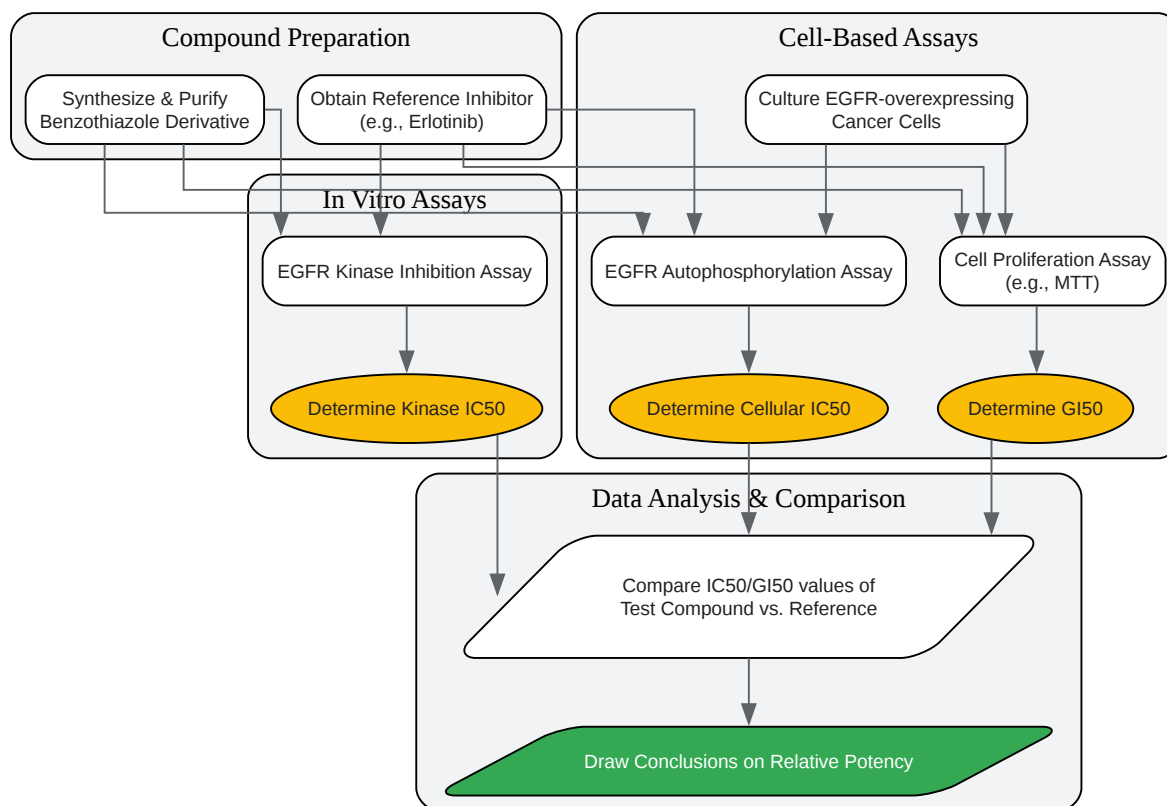 Compound Preparation
Cell-Based Assays
Synthesize & Purify
Benzothiazole Derivative
Obtain Reference Inhibitor
(e.g., Erlotinib)
Culture EGFR-overexpressing
Cancer Cells
In Vitro Assays
EGFR Kinase Inhibition Assay
EGFR Autophosphorylation Assay
Cell Proliferation Assay
(e.g., MTT)
Determine Kinase IC50
Determine Cellular IC50
Determine GI50
Data Analysis & Comparison
Compare IC50/GI50 values of
Test Compound vs. Reference
Draw Conclusions on Relative Potency